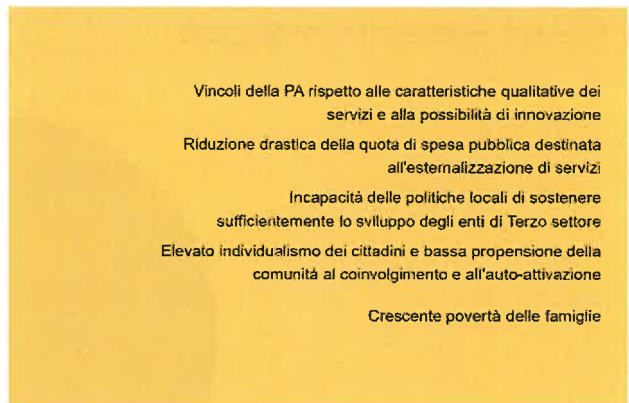 Vincoli della PA rispetto alle caratteristiche qualitative dei
servizi e alla possibilità di innovazione
Riduzione drastica della quota di spesa pubblica destinata
all'esternalizzazione di servizi
Incapacità delle politiche locali di sostenere
sufficientemente lo sviluppo degli enti di Terzo settore
Elevato individualismo dei cittadini e bassa propensione della
comunità al coinvolgimento e all'auto-attivazione
Crescente povertà delle famiglie